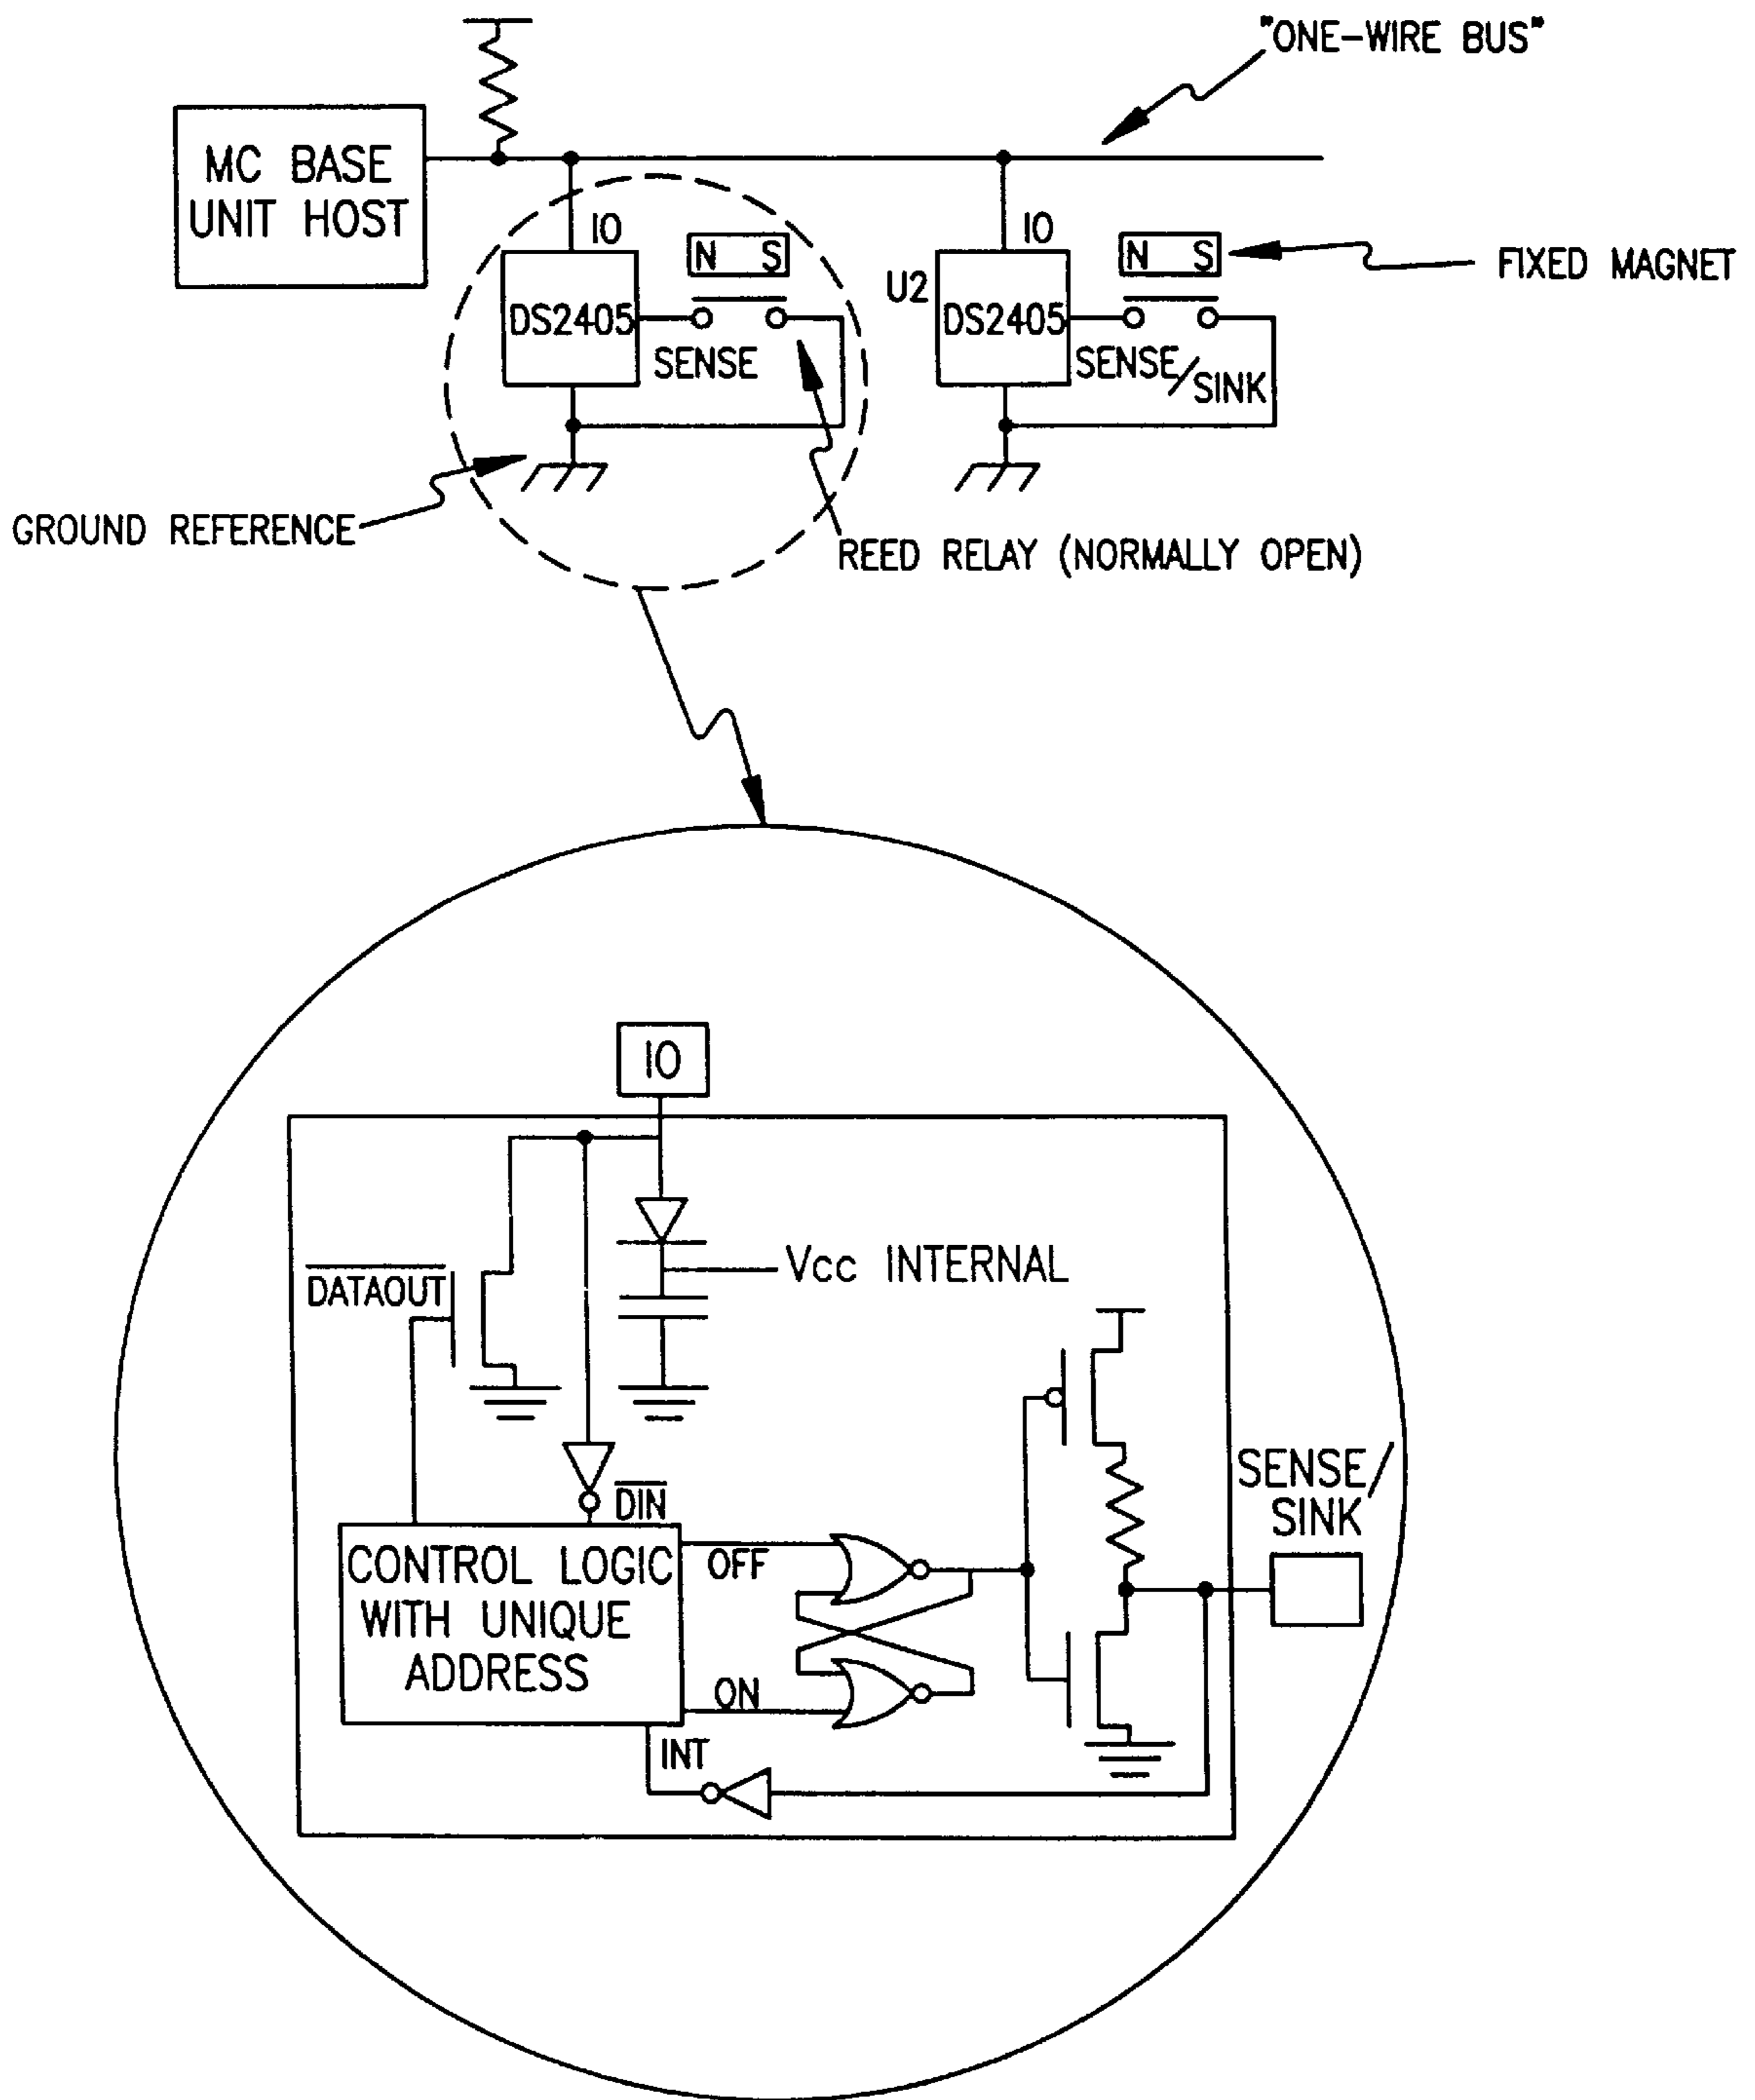 "ONE-WIRE BUS"
MC BASE
UNIT HOST
IO
N S
DS2405
SENSE
U2
IO
N S
FIXED MAGNET
DS2405
SENSE/
SINK
GROUND REFERENCE
REED RELAY (NORMALLY OPEN)
IO
VCC INTERNAL
DATAOUT
DIN
SENSE/
SINK
CONTROL LOGIC
WITH UNIQUE
ADDRESS
OFF
ON
INT